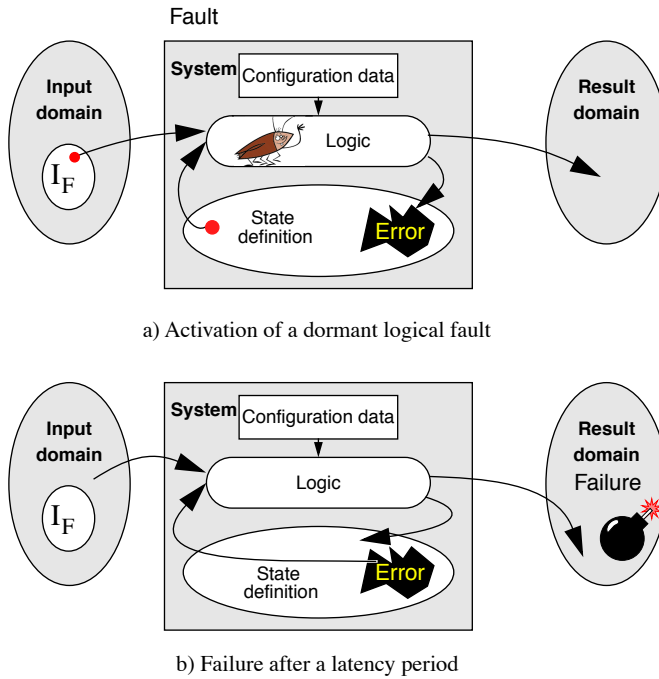 Fault
Input
domain
I_F
System
Configuration data
Logic
State
definition
Error
Result
domain
a) Activation of a dormant logical fault
Input
domain
I_F
System
Configuration data
Logic
State
definition
Error
Result
domain
Failure
b) Failure after a latency period